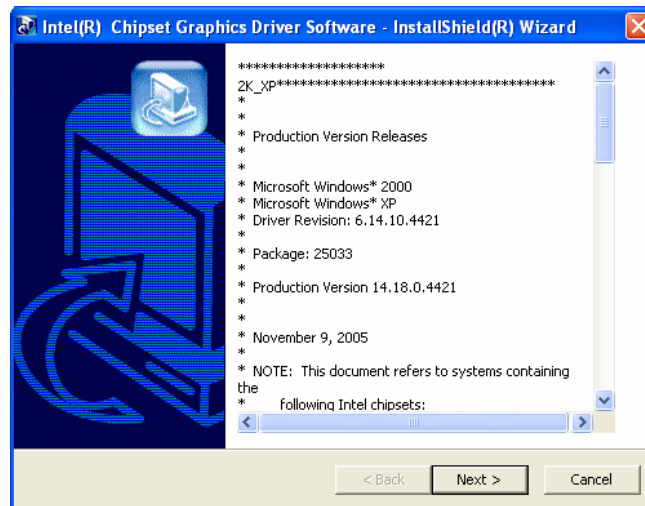 Intel(R) Chipset Graphics Driver Software - InstallShield(R) Wizard
*******************
2K_XP************************************
*
*
* Production Version Releases
*
*
* Microsoft Windows* 2000
* Microsoft Windows* XP
* Driver Revision: 6.14.10.4421
*
* Package: 25033
*
* Production Version 14.18.0.4421
*
*
* November 9, 2005
*
* NOTE: This document refers to systems containing
the
* following Intel chipsets:
< Back
Next >
Cancel